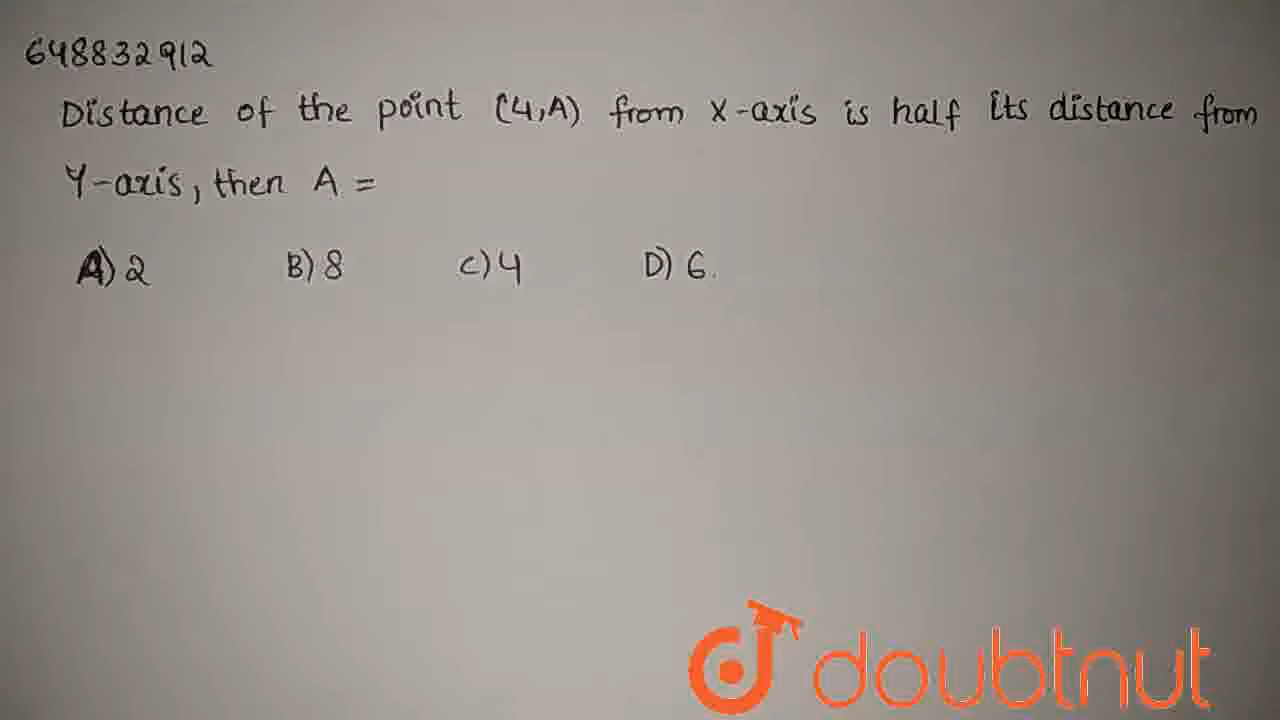 648832912
Distance of the point (4,A) from X-axis is half its distance from
Y-axis, then A =
A) 2 B) 8 C) 4 D) 6.
doubtnut